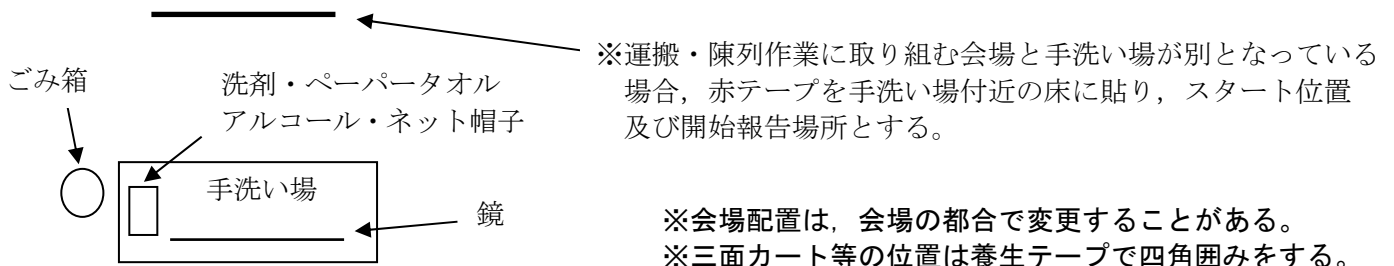 ※運搬・陳列作業に取り組む会場と手洗い場が別となっている
場合，赤テープを手洗い場付近の床に貼り，スタート位置
及び開始報告場所とする。
ごみ箱
洗剤・ペーパータオル
アルコール・ネット帽子
手洗い場
鏡
※会場配置は，会場の都合で変更することがある。
※三面カート等の位置は養生テープで四角囲みをする。